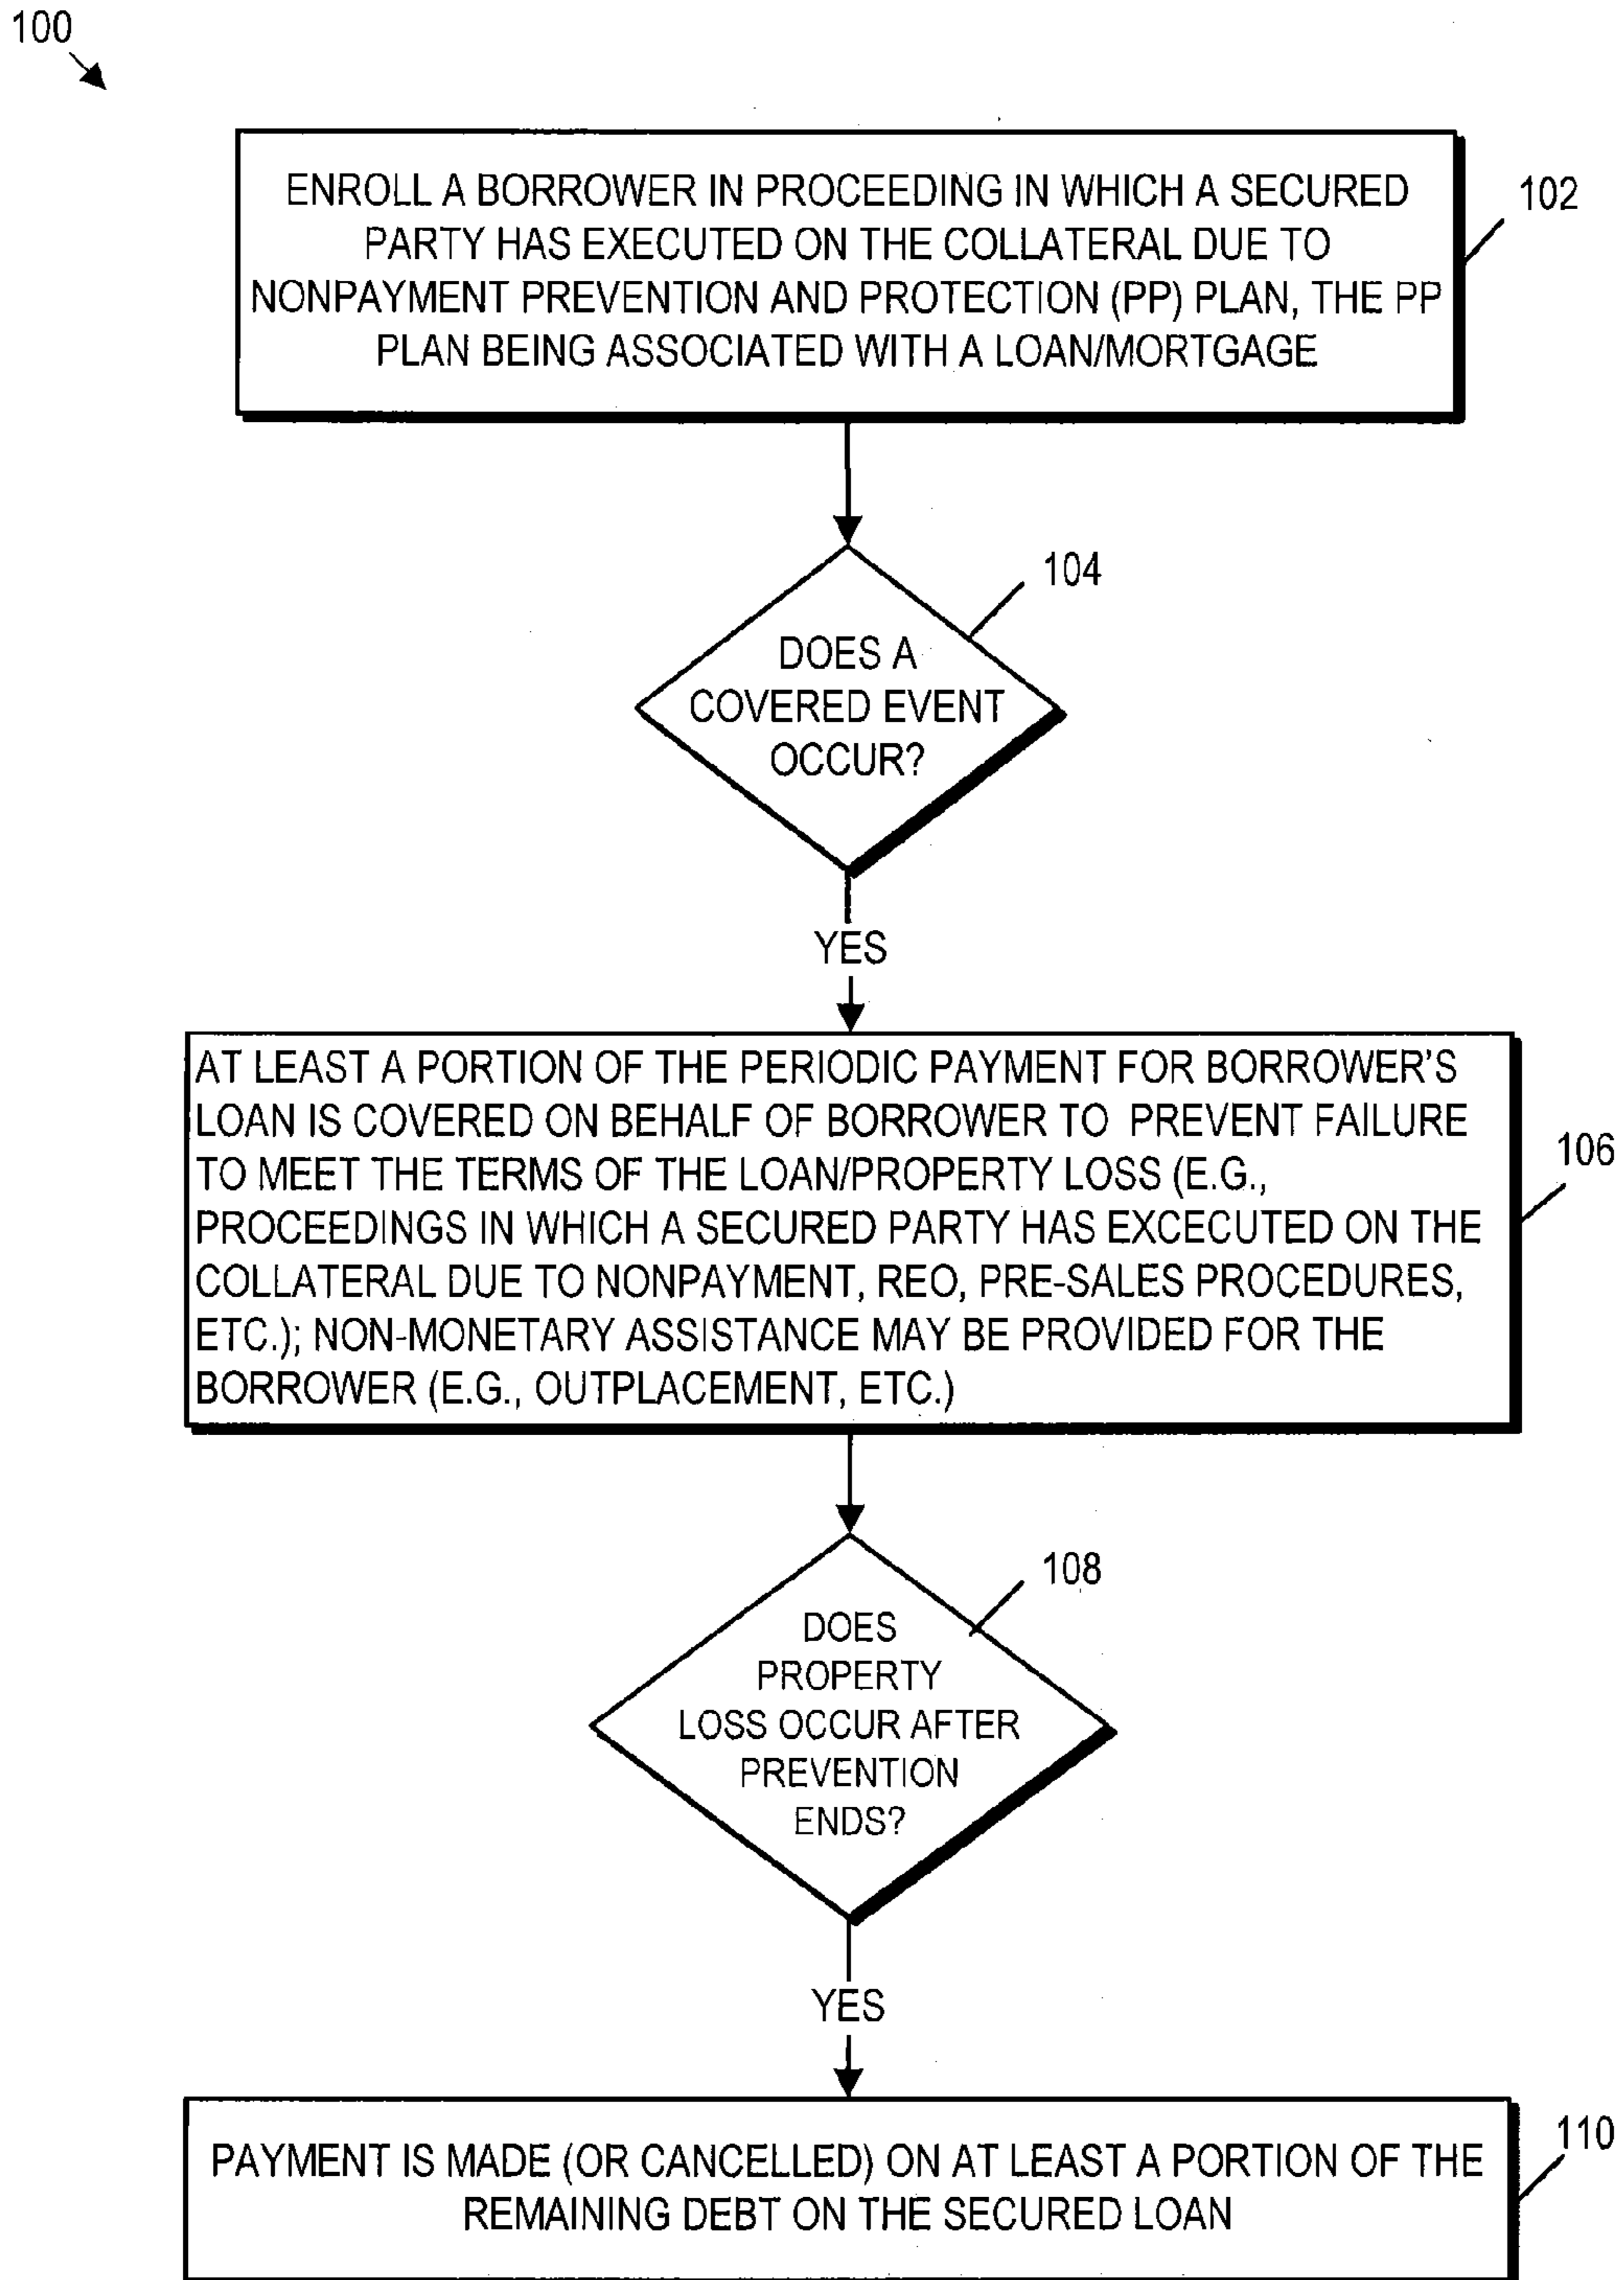 100
ENROLL A BORROWER IN PROCEEDING IN WHICH A SECURED
PARTY HAS EXECUTED ON THE COLLATERAL DUE TO
NONPAYMENT PREVENTION AND PROTECTION (PP) PLAN, THE PP
PLAN BEING ASSOCIATED WITH A LOAN/MORTGAGE
102
104
DOES A
COVERED EVENT
OCCUR?
YES
AT LEAST A PORTION OF THE PERIODIC PAYMENT FOR BORROWER'S
LOAN IS COVERED ON BEHALF OF BORROWER TO PREVENT FAILURE
TO MEET THE TERMS OF THE LOAN/PROPERTY LOSS (E.G.,
PROCEEDINGS IN WHICH A SECURED PARTY HAS EXCECUTED ON THE
COLLATERAL DUE TO NONPAYMENT, REO, PRE-SALES PROCEDURES,
ETC.); NON-MONETARY ASSISTANCE MAY BE PROVIDED FOR THE
BORROWER (E.G., OUTPLACEMENT, ETC.)
106
108
DOES
PROPERTY
LOSS OCCUR AFTER
PREVENTION
ENDS?
YES
PAYMENT IS MADE (OR CANCELLED) ON AT LEAST A PORTION OF THE
REMAINING DEBT ON THE SECURED LOAN
110